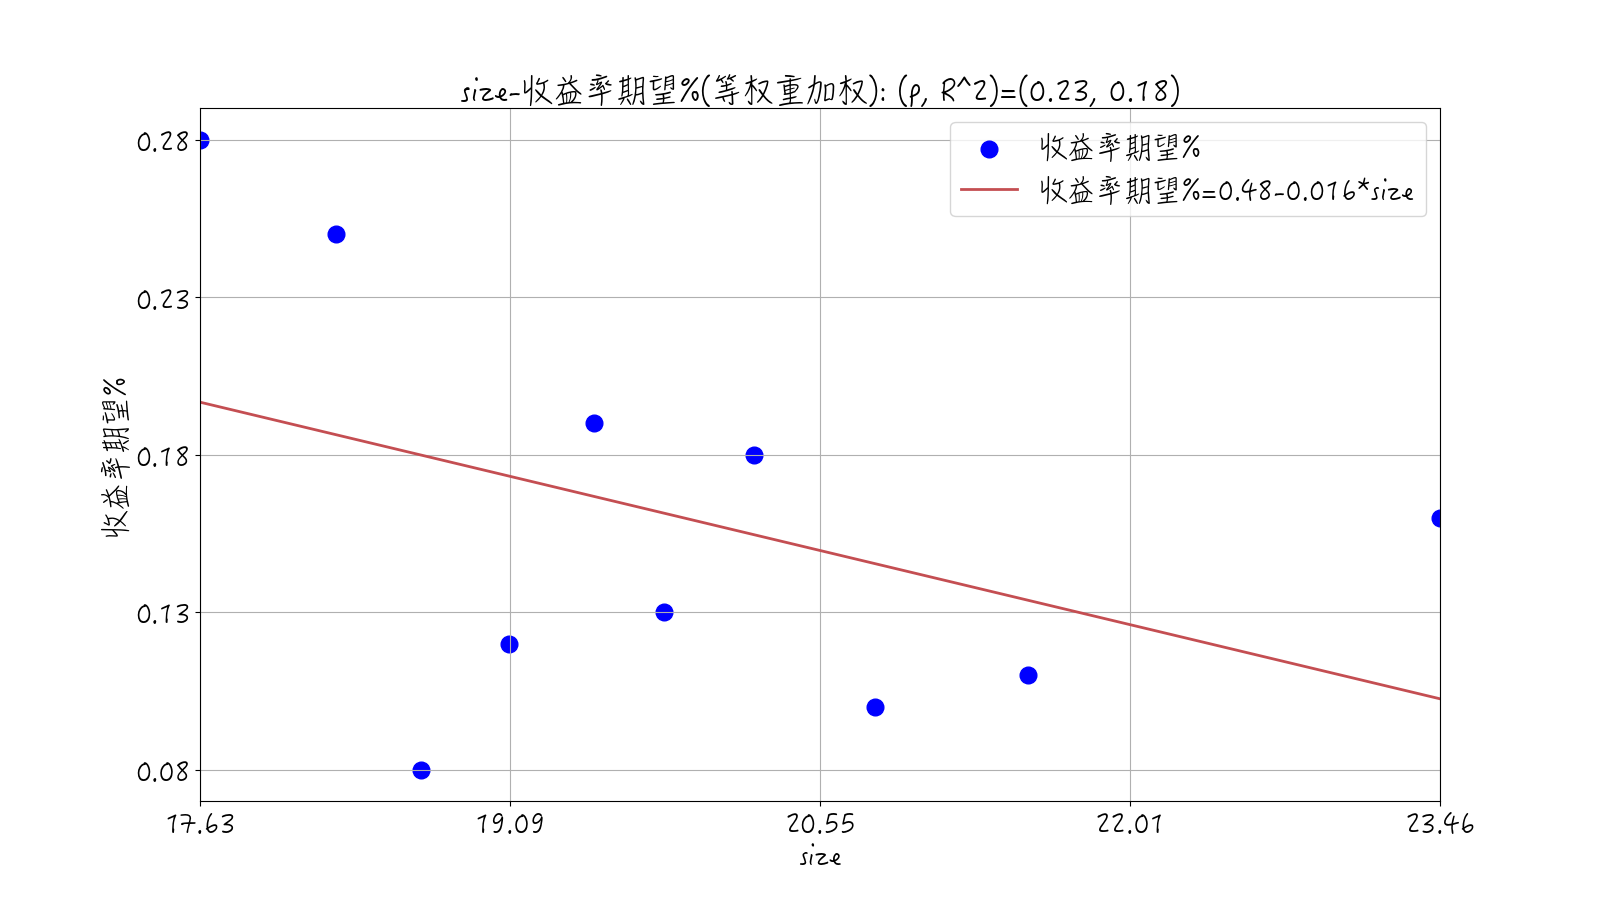 size-收益率期望%(等权重加权): (p, R^2)=(0.23, 0.18)
收益率期望%
收益率期望%=0.48-0.016*size
0.28
0.23
0.18
0.13
0.08
收益率期望%
17.63
19.09
20.55
22.01
23.46
size